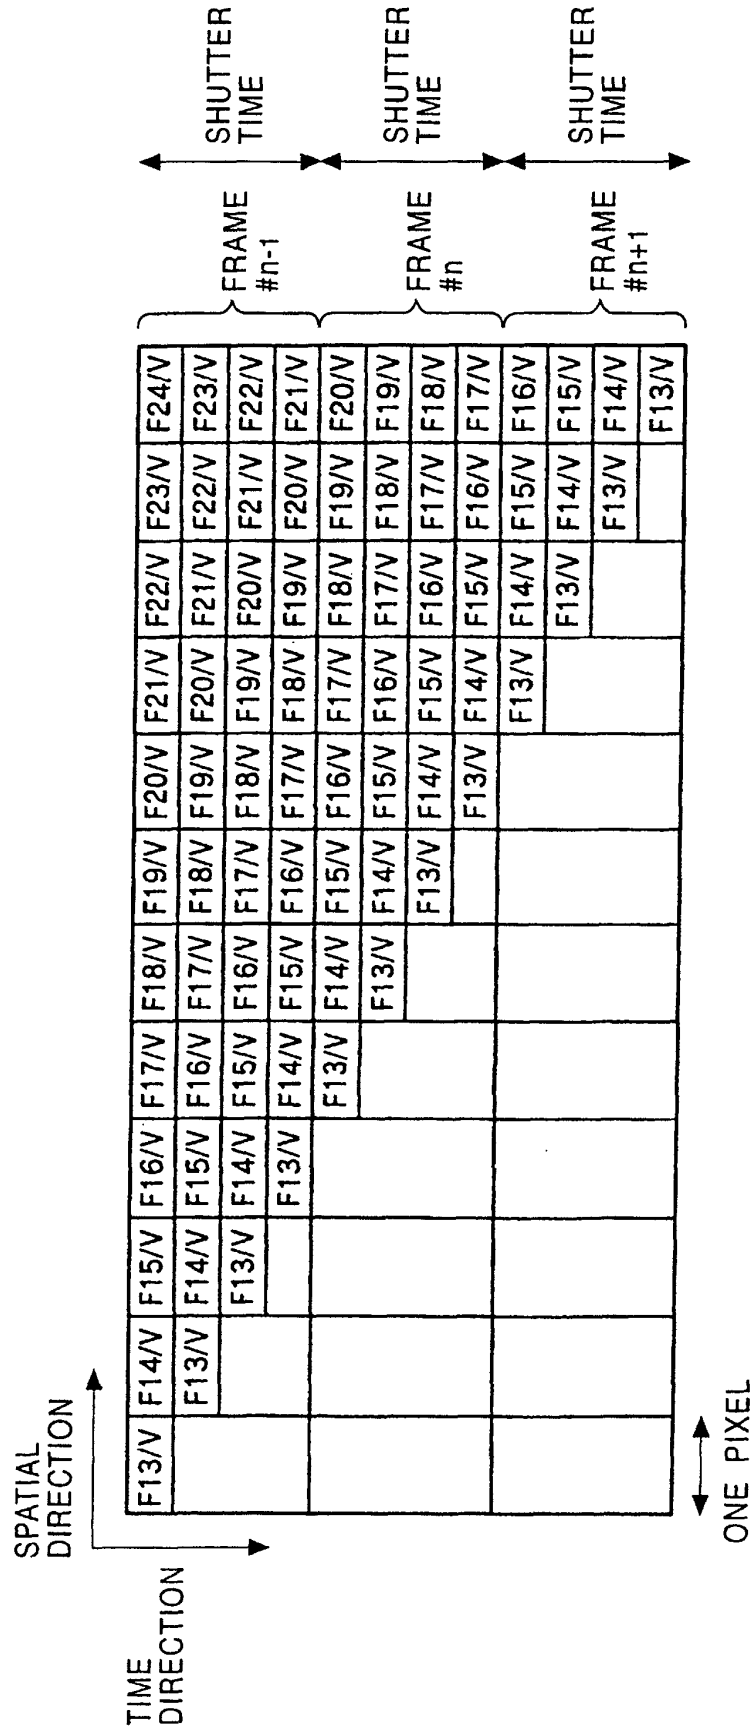 SPATIAL
DIRECTION
TIME
DIRECTION
F13/V F14/V F15/V F16/V F17/V F18/V F19/V F20/V F21/V F22/V F23/V F24/V
F13/V F14/V F15/V F16/V F17/V F18/V F19/V F20/V F21/V F22/V F23/V
F13/V F14/V F15/V F16/V F17/V F18/V F19/V F20/V F21/V F22/V
F13/V F14/V F15/V F16/V F17/V F18/V F19/V F20/V F21/V
F13/V F14/V F15/V F16/V F17/V F18/V F19/V F20/V
F13/V F14/V F15/V F16/V F17/V F18/V F19/V
F13/V F14/V F15/V F16/V F17/V F18/V
F13/V F14/V F15/V F16/V F17/V
F13/V F14/V F15/V F16/V
F13/V F14/V F15/V
F13/V F14/V
F13/V
FRAME
#n-1
SHUTTER
TIME
FRAME
#n
SHUTTER
TIME
FRAME
#n+1
SHUTTER
TIME
ONE PIXEL